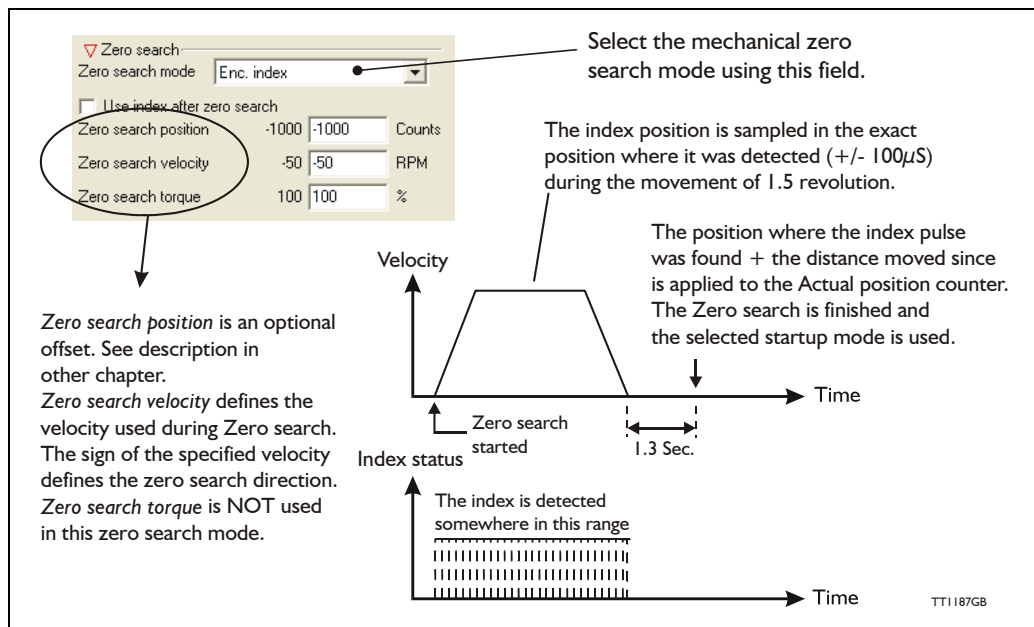 Zero search
Zero search mode Enc. index
Use index after zero search
Zero search position -1000 -1000 Counts
Zero search velocity -50 -50 RPM
Zero search torque 100 100 %
Select the mechanical zero
search mode using this field.
The index position is sampled in the exact
position where it was detected (+/- 100µS)
during the movement of 1.5 revolution.
The position where the index pulse
was found + the distance moved since
is applied to the Actual position counter.
The Zero search is finished and
the selected startup mode is used.
Zero search position is an optional
offset. See description in
other chapter.
Zero search velocity defines the
velocity used during Zero search.
The sign of the specified velocity
defines the zero search direction.
Zero search torque is NOT used
in this zero search mode.
Velocity
Time
Zero search
started
1.3 Sec.
Index status
The index is detected
somewhere in this range
Time
TT1187GB